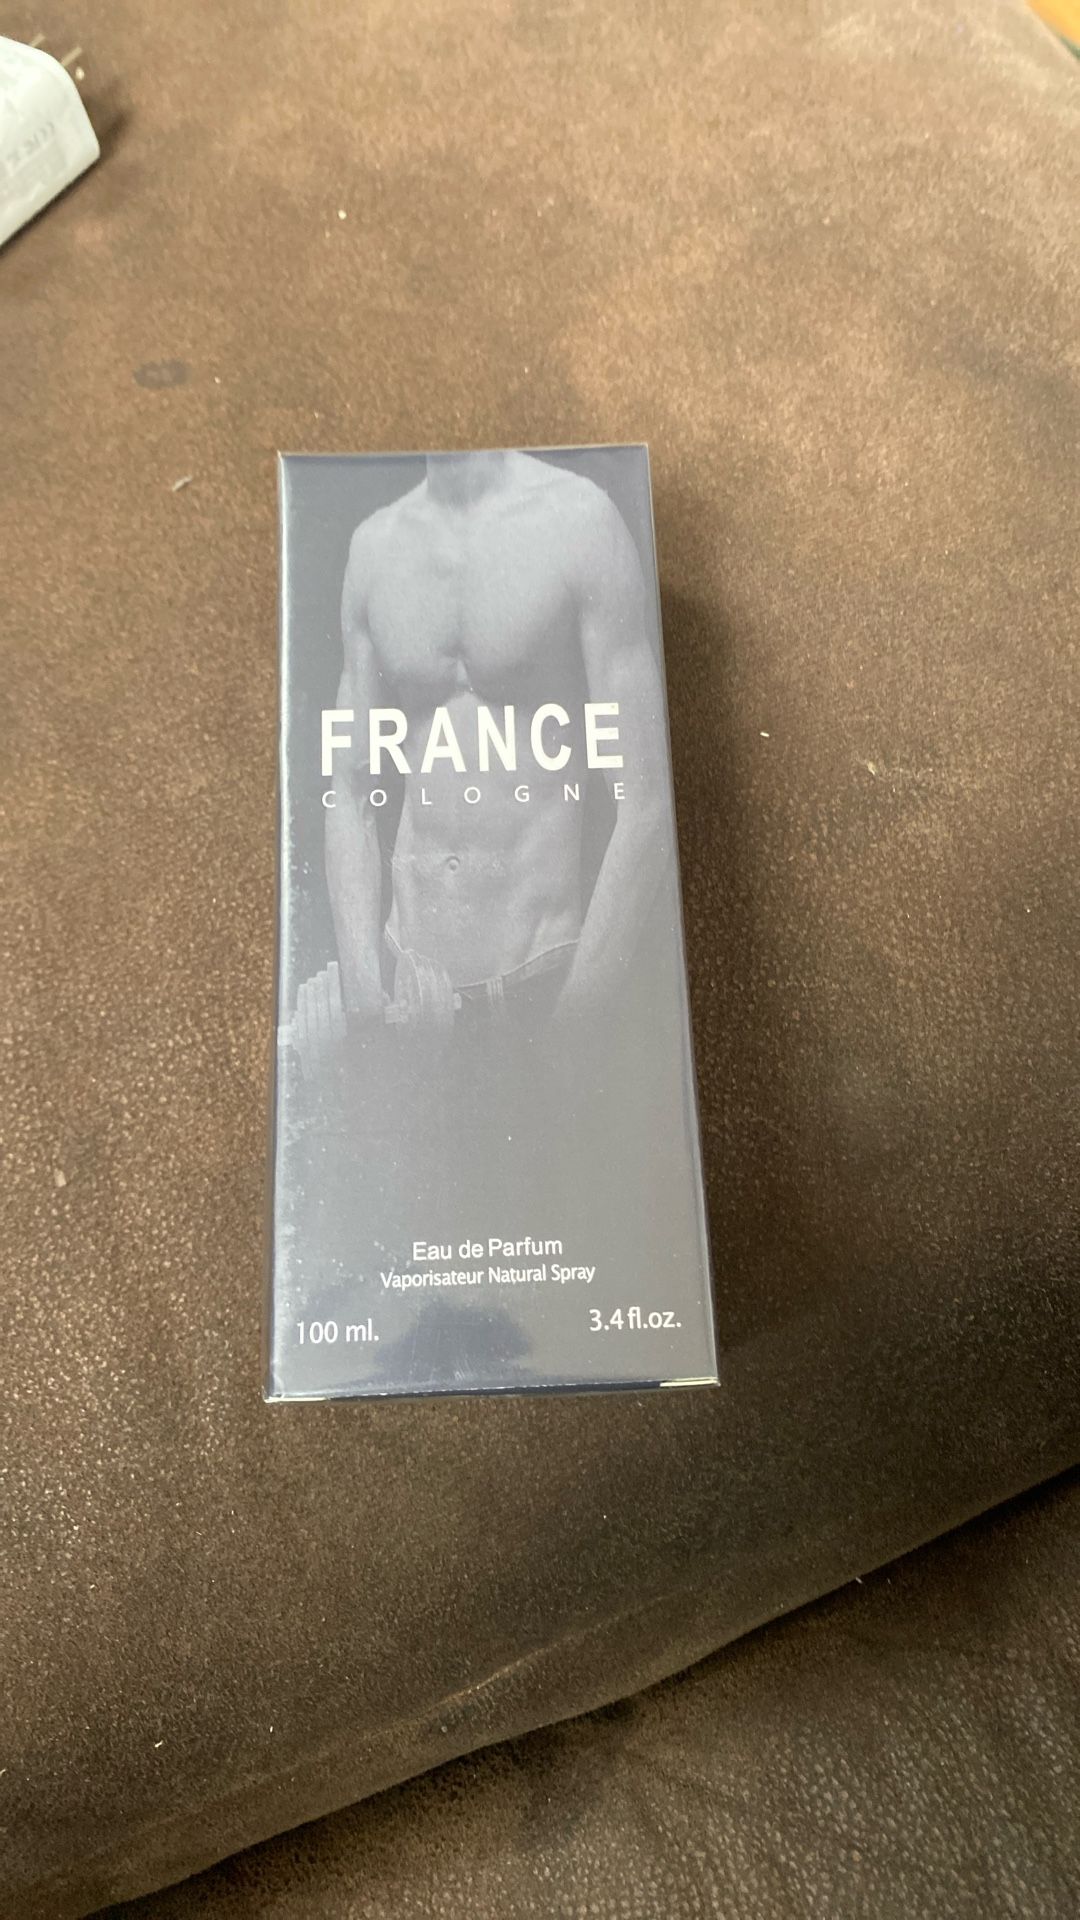 FRANCE
COLOGNE
Eau de Parfum
Vaporisateur Natural Spray
100 ml.
3.4 fl.oz.